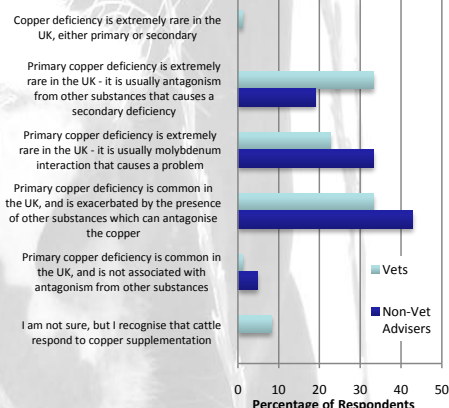 Copper deficiency is extremely rare in the
UK, either primary or secondary
Primary copper deficiency is extremely
rare in the UK - it is usually antagonism
from other substances that causes a
secondary deficiency
Primary copper deficiency is extremely
rare in the UK - it is usually molybdenum
interaction that causes a problem
Primary copper deficiency is common in
the UK, and is exacerbated by the presence
of other substances which can antagonise
the copper
Primary copper deficiency is common in
the UK, and is not associated with
antagonism from other substances
I am not sure, but I recognise that cattle
respond to copper supplementation
Vets
Non-Vet
Advisers
0 10 20 30 40 50
Percentage of Respondents